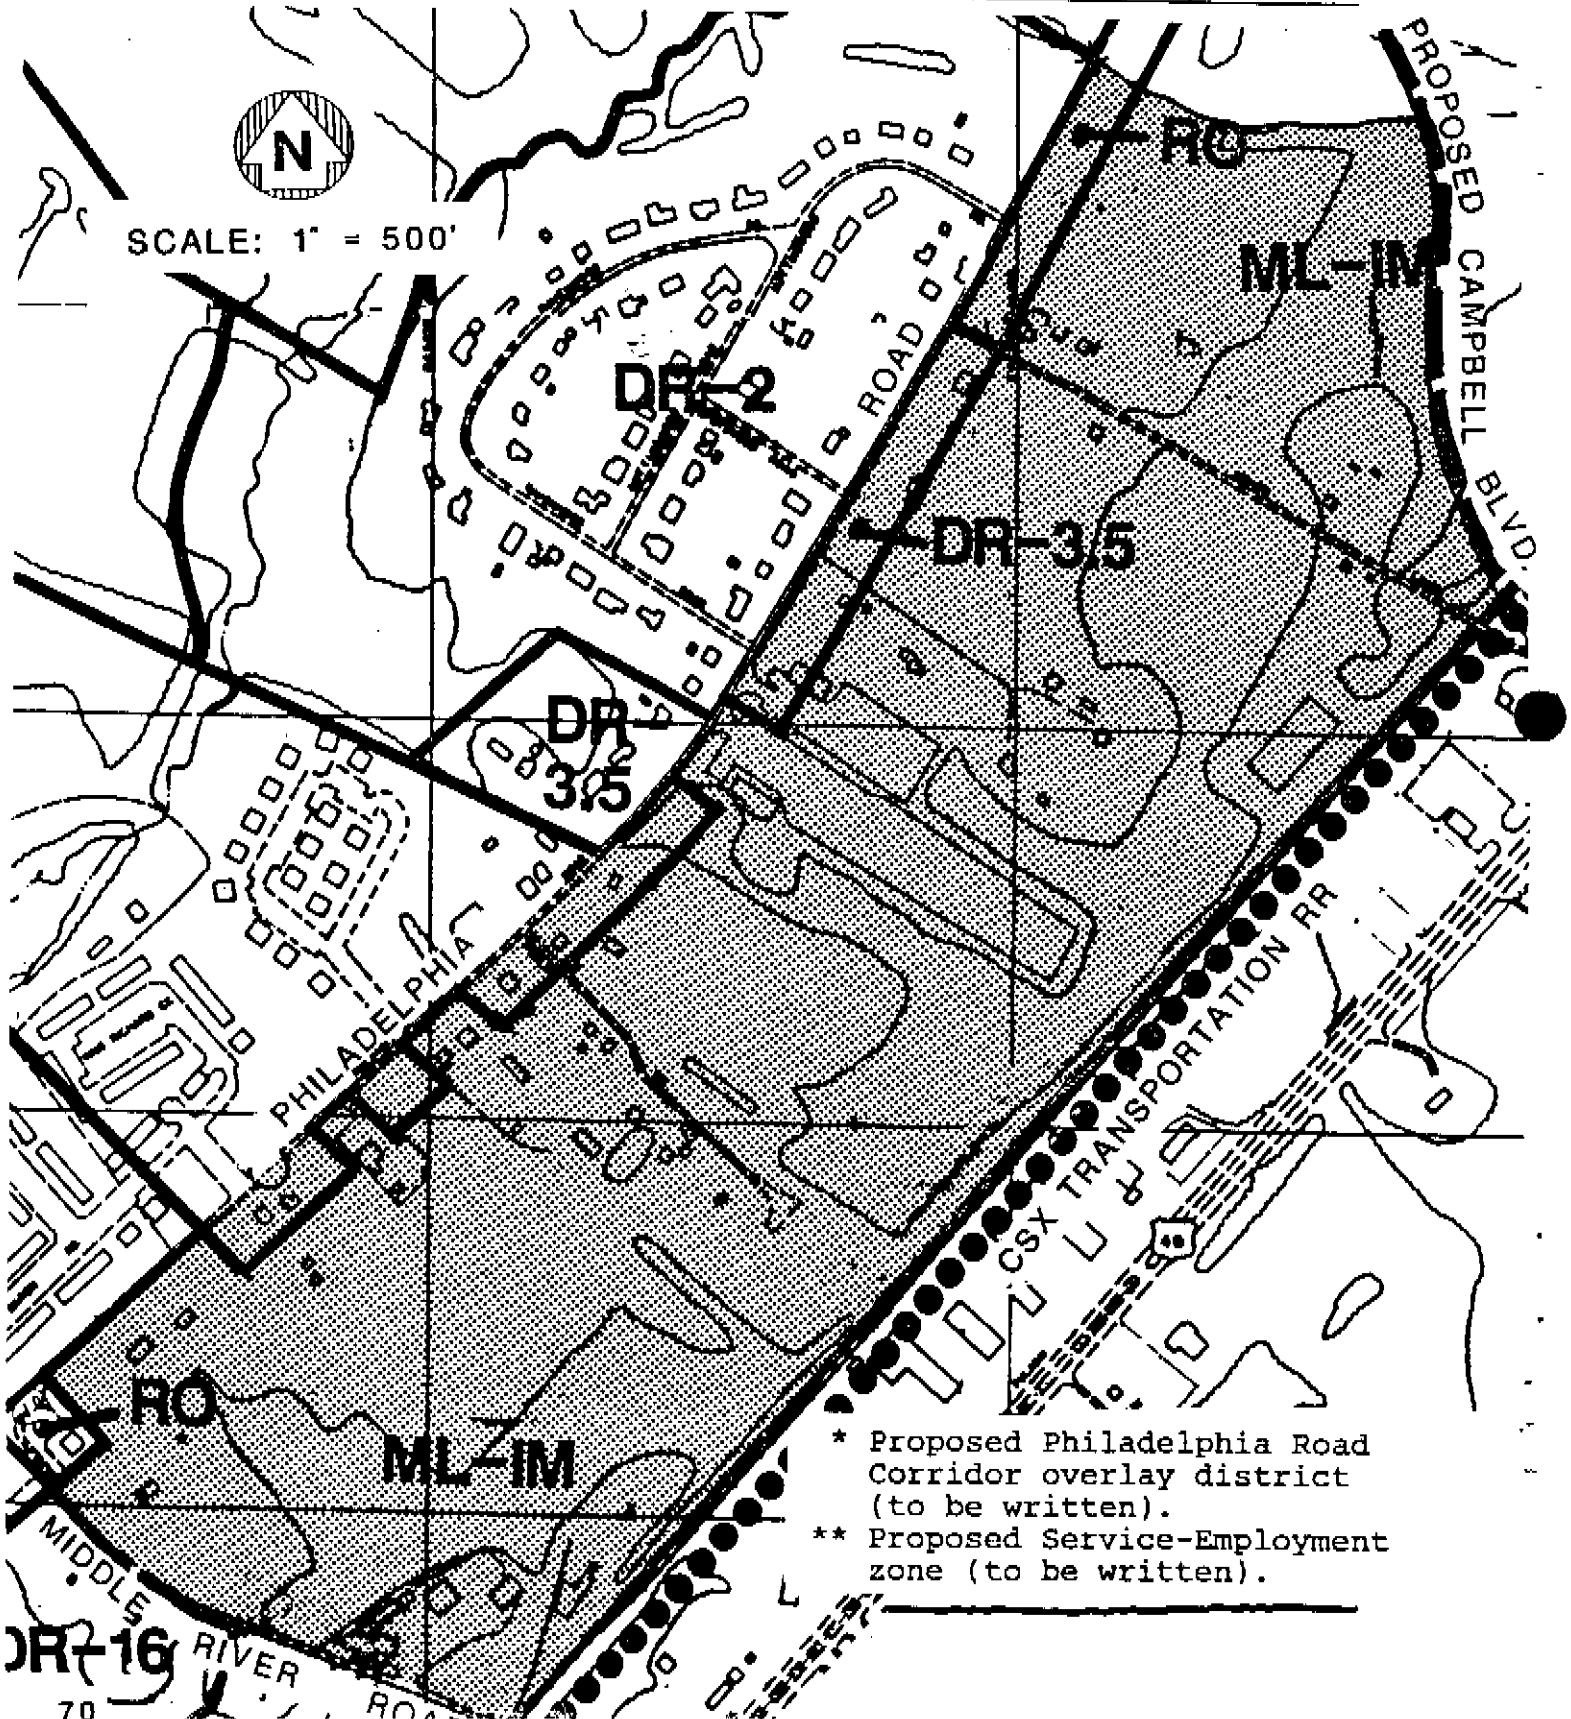 N
SCALE: 1" = 500'
PROPOSED CAMPBELL BLVD.
RO
ML-IM
DR-2
ROAD
DR-3.5
DR-
3.5
PHILADELPHIA
CSX TRANSPORTATION RR
RO
ML-IM
* Proposed Philadelphia Road
Corridor overlay district
(to be written).
** Proposed Service-Employment
zone (to be written).
MIDDLE RIVER
DR-16
70